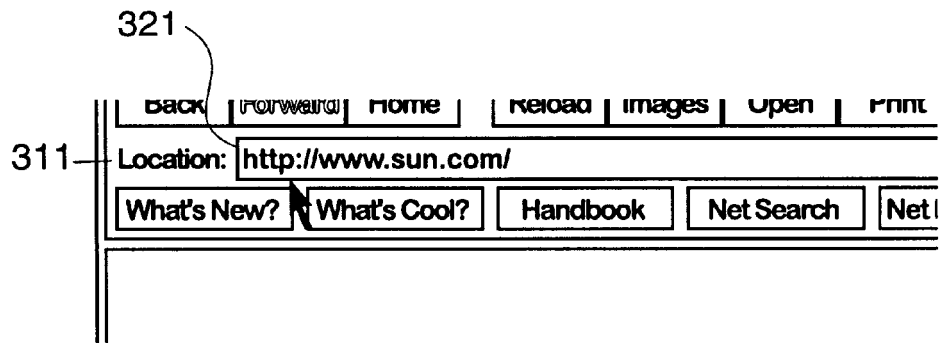 321
Back Forward Home Reload Images Open Print
311 Location: http://www.sun.com/
What's New? What's Cool? Handbook Net Search Net